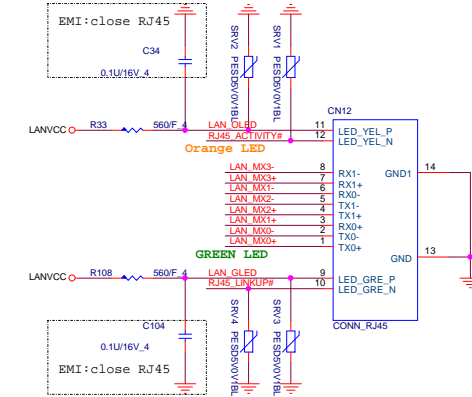 EMI:close RJ45
C34
0.1U/16V_4
SRV2 PESD5V0V1BL
SRV1 PESD5V0V1BL
CN12
LANVCC R33 560/F_4 LAN_OLED 11 LED_YEL_P
RJ45_ACTIVITY# 12 LED_YEL_N
Orange LED
LAN_MX3- 8 RX1- GND1 14
LAN_MX3+ 7 RX1+
LAN_MX1- 6 RX0-
LAN_MX2- 5 TX1-
LAN_MX2+ 4 TX1+
LAN_MX1+ 3 RX0+
LAN_MX0- 2 TX0-
LAN_MX0+ 1 TX0+
GREEN LED
GND 13
LANVCC R108 560/F_4 LAN_GLED 9 LED_GRE_P
RJ45_LINKUP# 10 LED_GRE_N
SRV4 PESD5V0V1BL
SRV3 PESD5V0V1BL
CONN_RJ45
C104
0.1U/16V_4
EMI:close RJ45